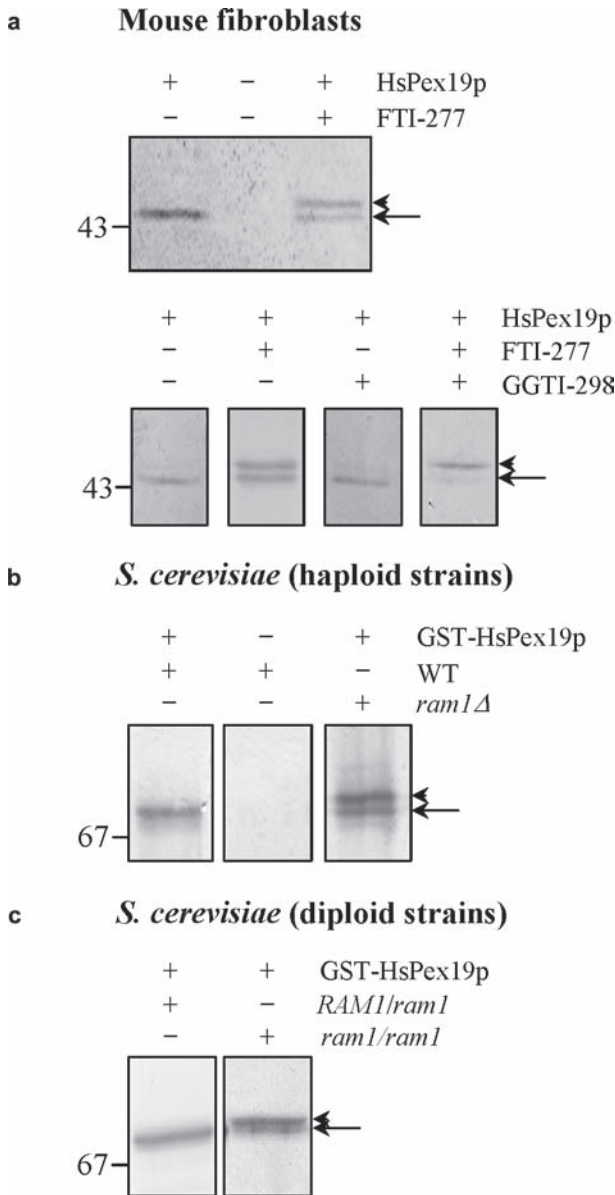 a Mouse fibroblasts
+ − + HsPex19p
− − + FTI-277
43
+ + + + HsPex19p
− + − + FTI-277
− − + + GGTI-298
43
b S. cerevisiae (haploid strains)
+ − + GST-HsPex19p
+ + − WT
− − + ram1Δ
67
c S. cerevisiae (diploid strains)
+ + GST-HsPex19p
+ − RAM1/ram1
− + ram1/ram1
67